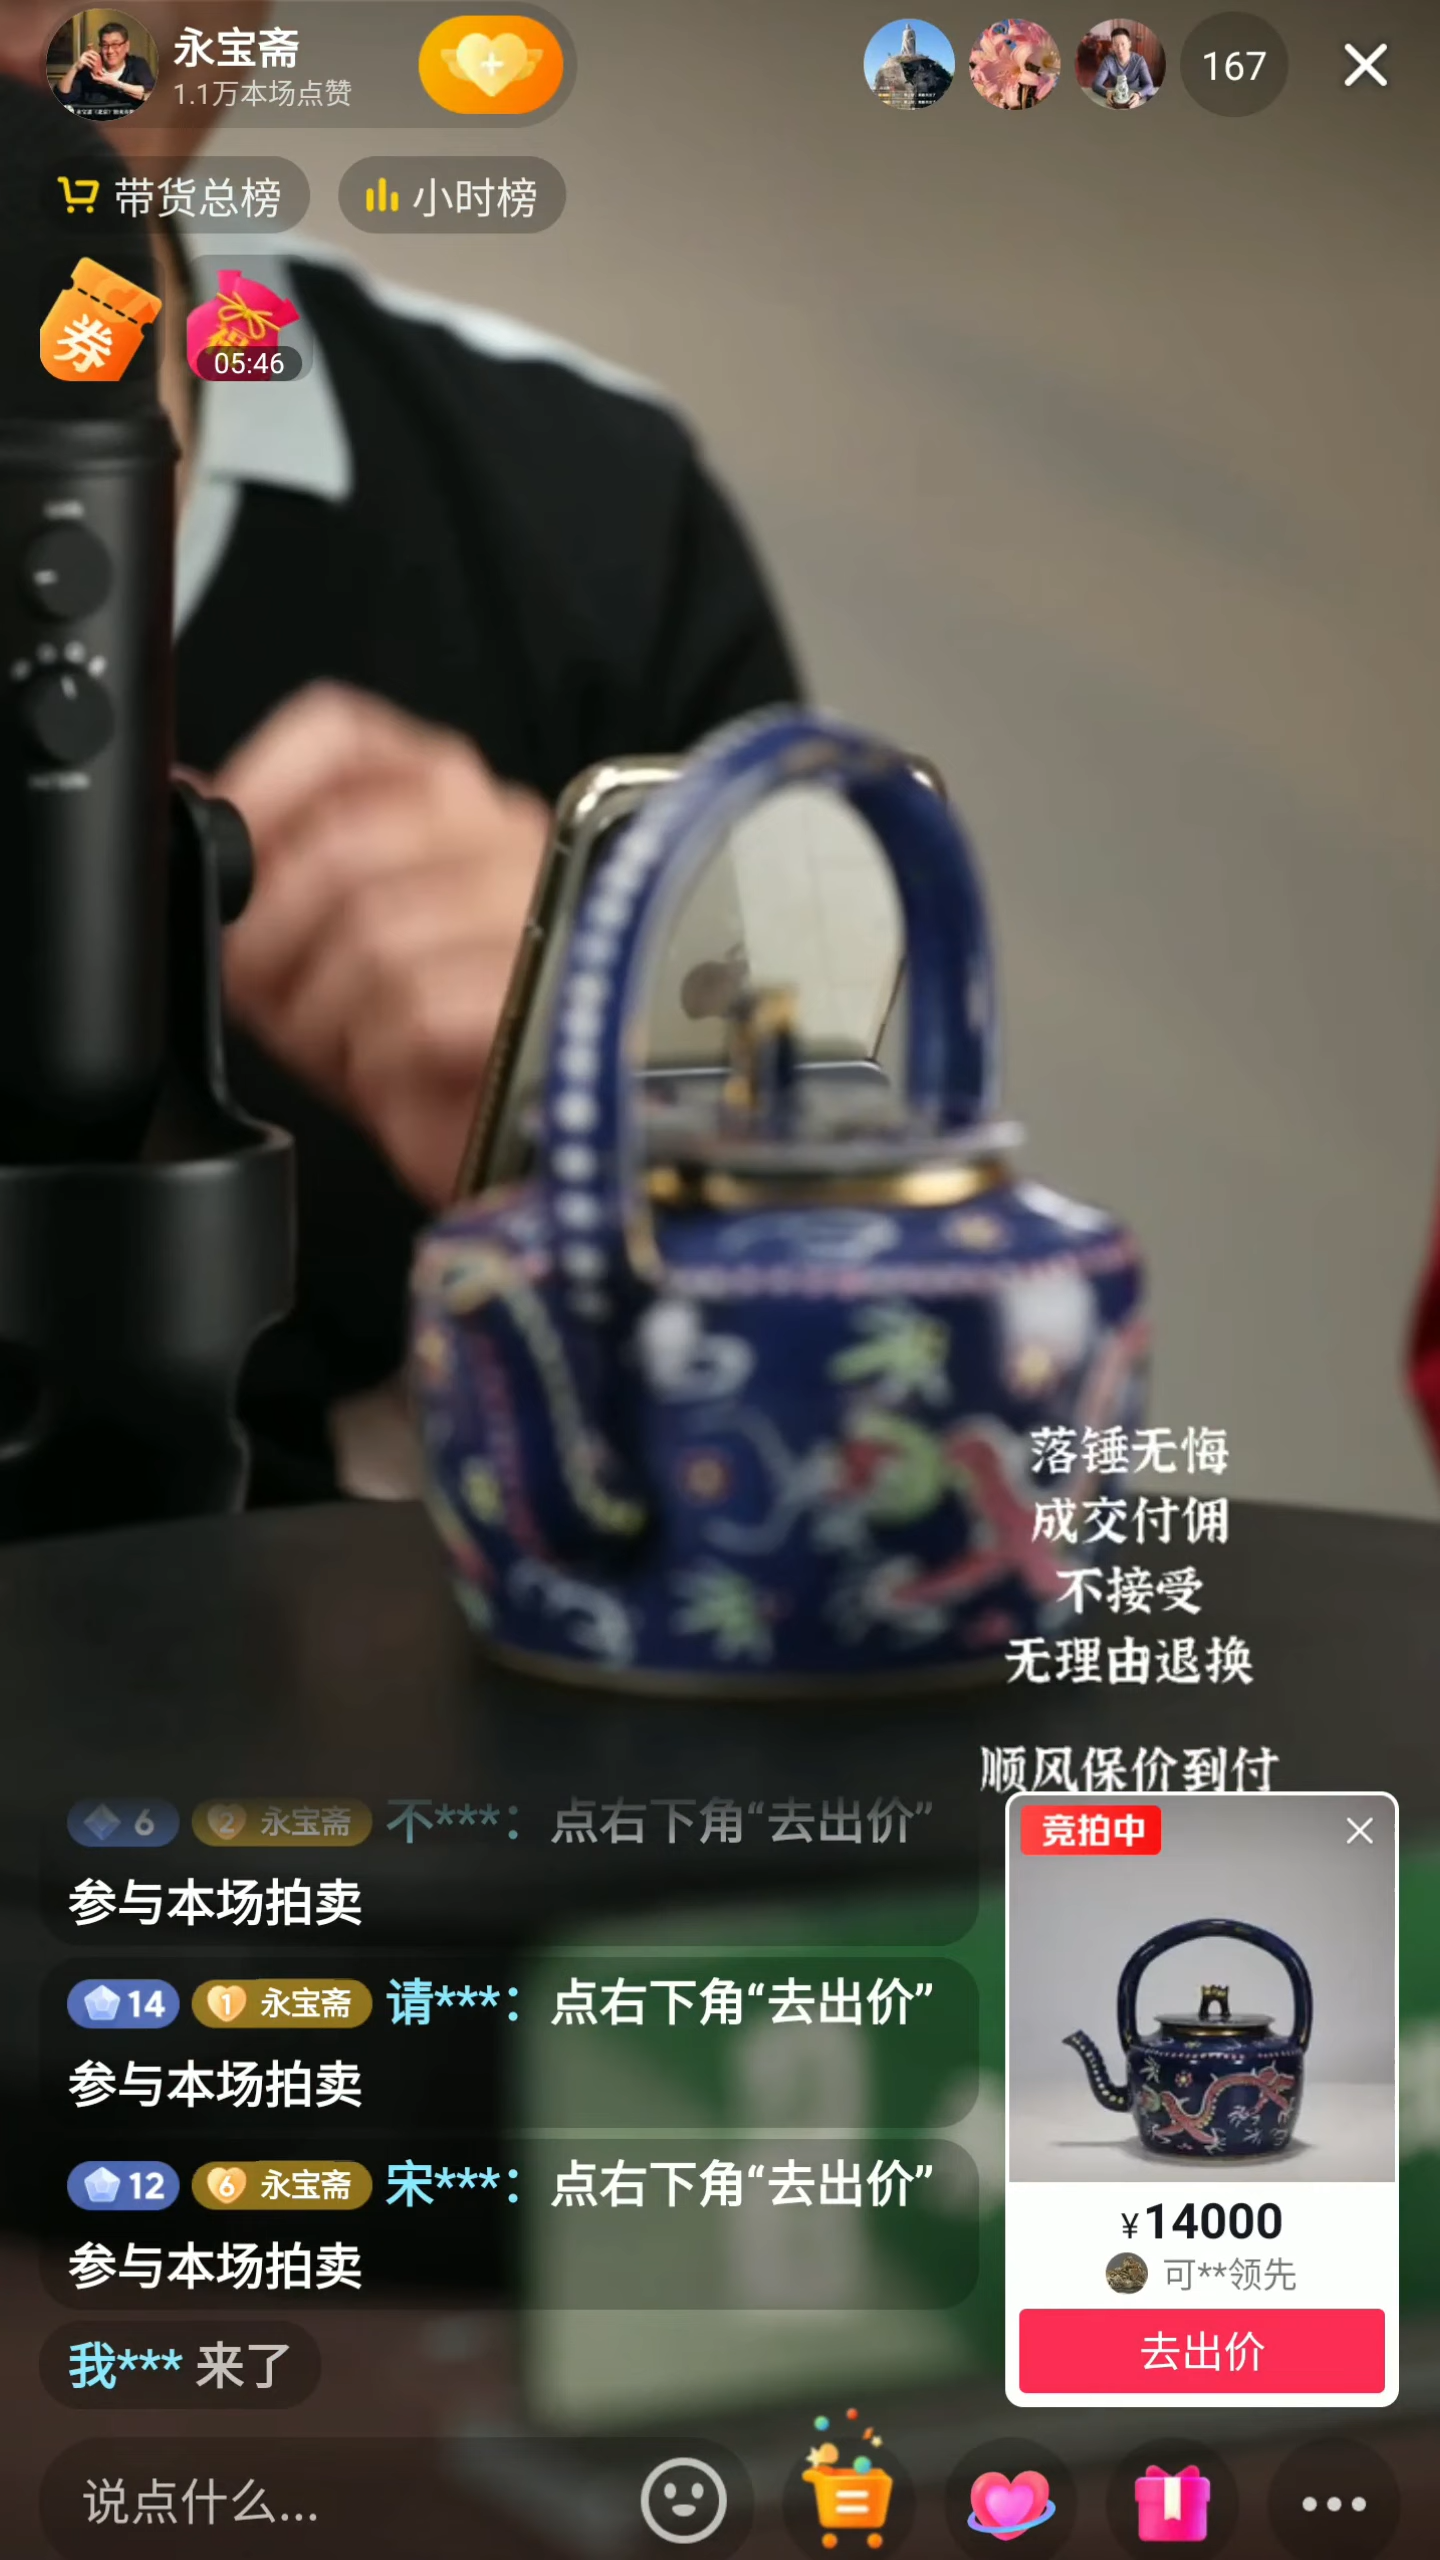 永宝斋
1.1万本场点赞
167
带货总榜
小时榜
券
05:46
落锤无悔
成交付佣
不接受
无理由退换
顺风保价到付
6 2 永宝斋 不***：点右下角“去出价”
参与本场拍卖
14 1 永宝斋 请***：点右下角“去出价”
参与本场拍卖
12 6 永宝斋 宋***：点右下角“去出价”
参与本场拍卖
我*** 来了
竞拍中
¥14000
可**领先
去出价
说点什么...